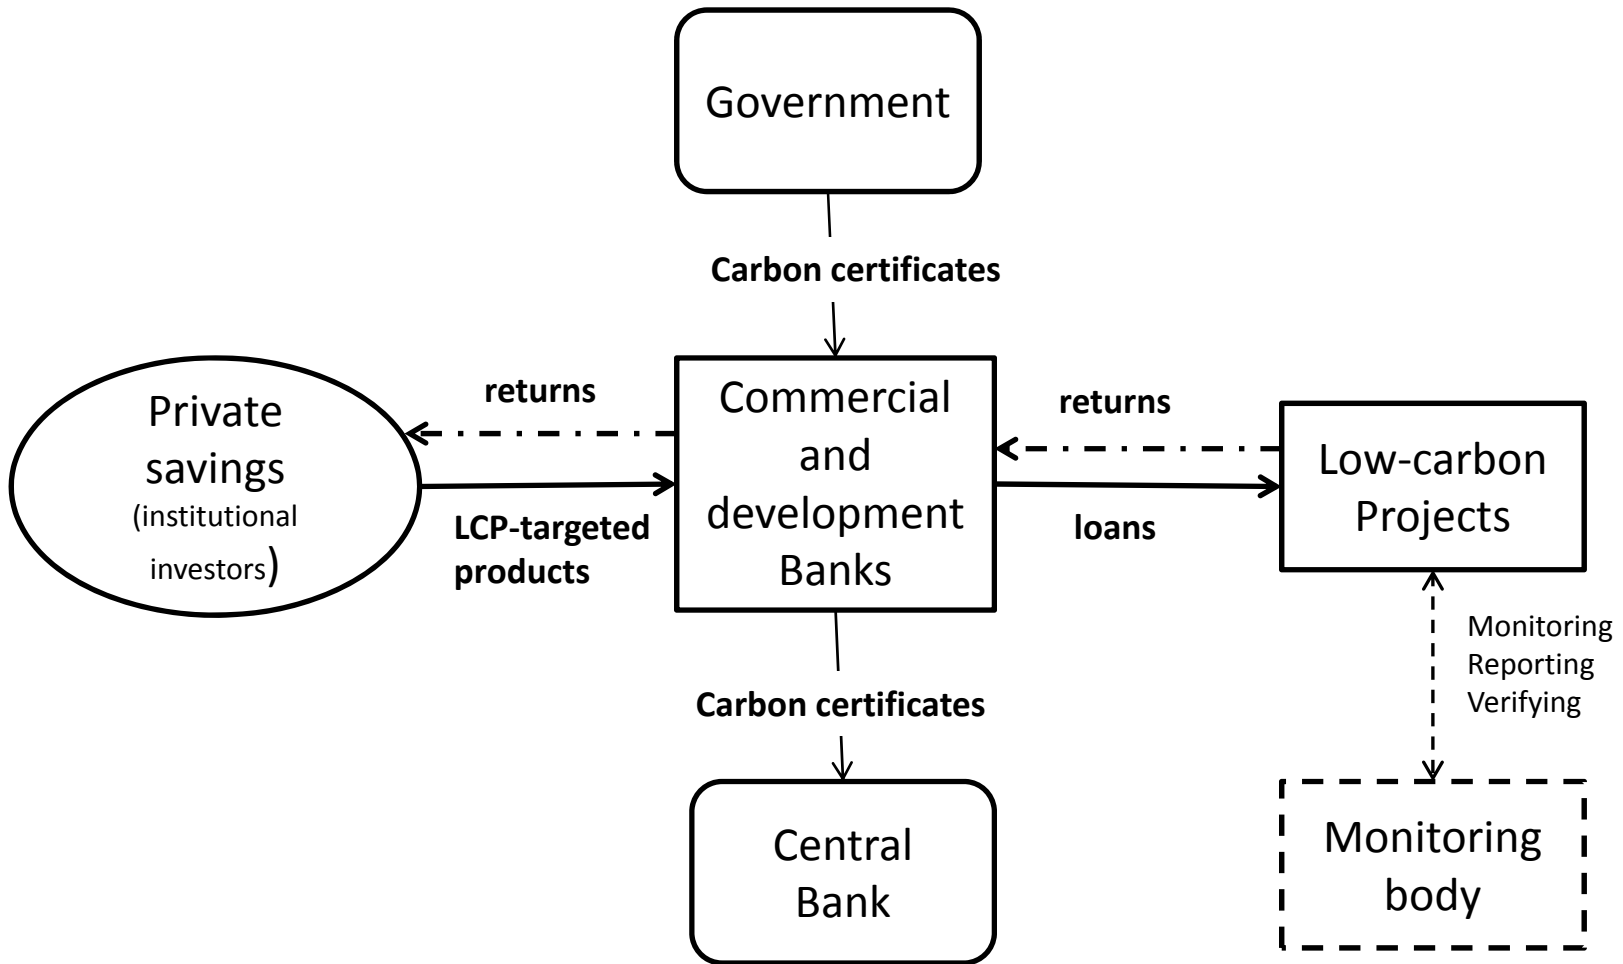 Government
Carbon certificates
Private
savings
(institutional
investors)
returns
LCP-targeted
products
Commercial
and
development
Banks
returns
loans
Low-carbon
Projects
Monitoring
Reporting
Verifying
Carbon certificates
Central
Bank
Monitoring
body